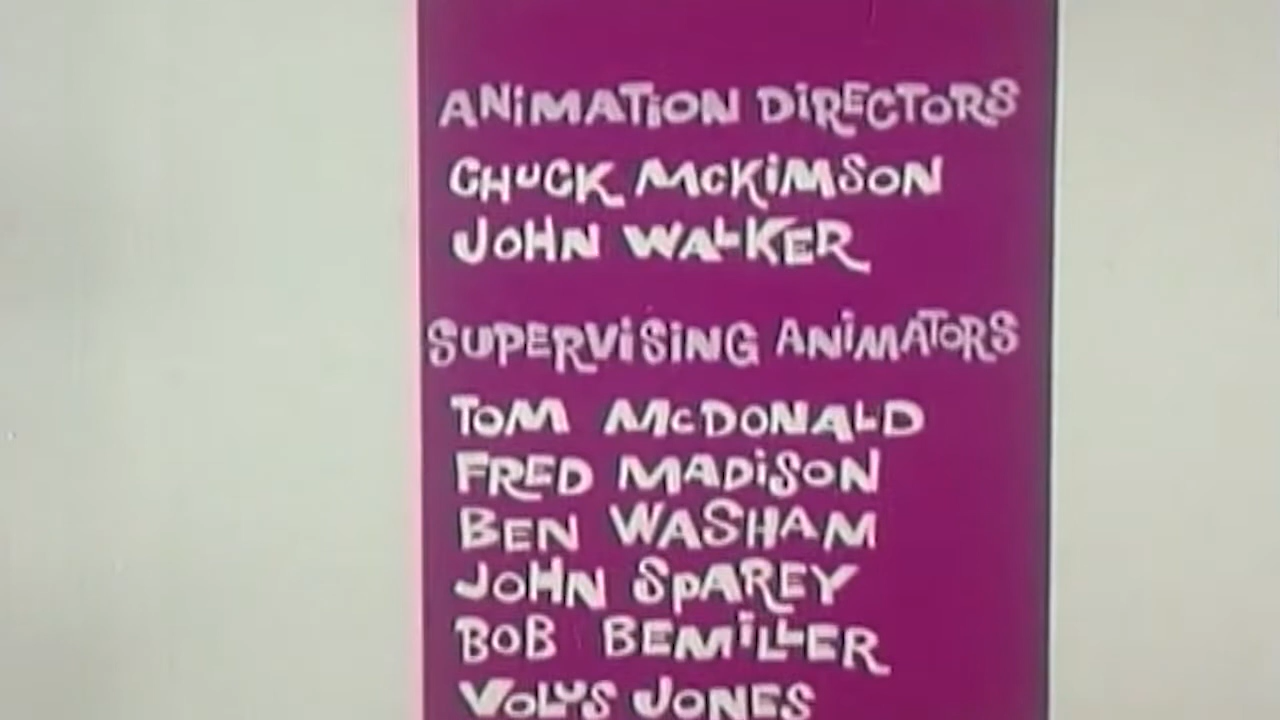 ANiMATiON DiRECTORS
CHUCK McKiMSON
JOHN WALKER
SUPERViSiNG ANiMATORS
TOM McDONALD
FRED MADiSON
BEN WASHAM
JOHN SPAREY
BOB BEMiLLER
VOLUS JONES